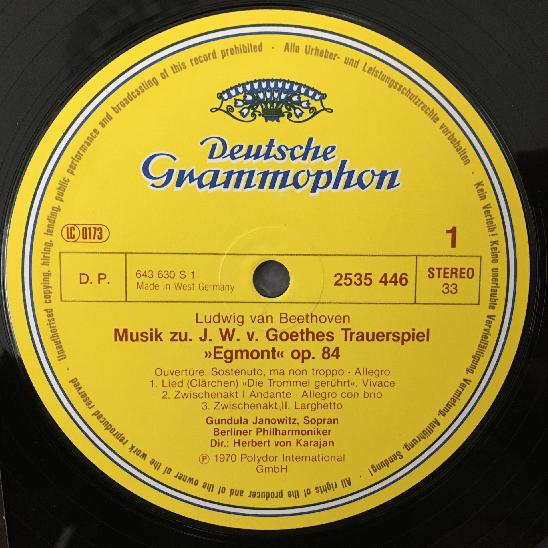 Unauthorised copying, hiring, lending, public performance and broadcasting of this record prohibited · Alle Urheber- und Leistungsschutzrechte vorbehalten · Kein Verleih! Keine unerlaubte Vervielfältigung, Vermietung, Aufführung, Sendung!
Deutsche
Grammophon
LC 0173
1
D. P.
643 630 S 1
Made in West Germany
2535 446
STEREO
33
Ludwig van Beethoven
Musik zu. J. W. v. Goethes Trauerspiel
»Egmont« op. 84
Ouvertüre. Sostenuto, ma non troppo · Allegro
1. Lied (Clärchen) »Die Trommel gerührt«. Vivace
2. Zwischenakt I Andante · Allegro con brio
3. Zwischenakt,II. Larghetto
Gundula Janowitz, Sopran
Berliner Philharmoniker
Dir.: Herbert von Karajan
℗ 1970 Polydor International
GmbH
All rights of the producer and of the owner of the work reproduced reserved